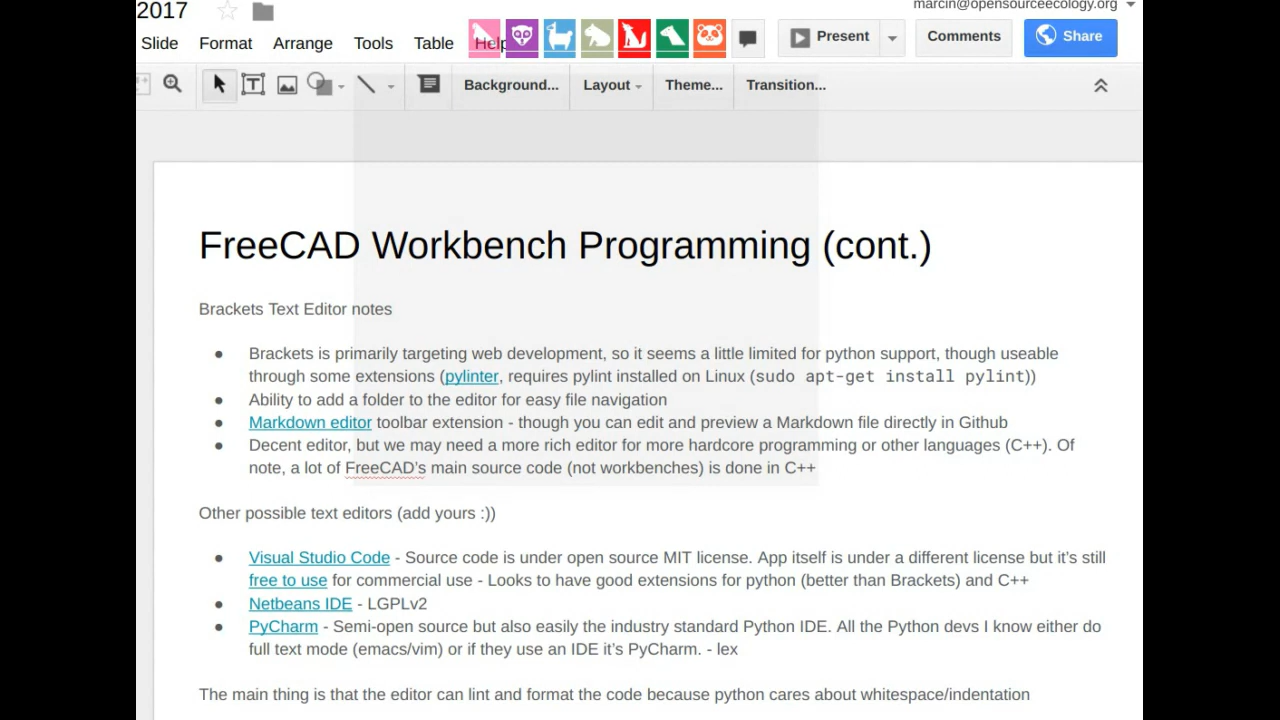 2017
marcin@opensourceecology.org
Slide Format Arrange Tools Table Help Present Comments Share
Background... Layout Theme... Transition...
FreeCAD Workbench Programming (cont.)
Brackets Text Editor notes
● Brackets is primarily targeting web development, so it seems a little limited for python support, though useable
through some extensions (pylinter, requires pylint installed on Linux (sudo apt-get install pylint))
● Ability to add a folder to the editor for easy file navigation
● Markdown editor toolbar extension - though you can edit and preview a Markdown file directly in Github
● Decent editor, but we may need a more rich editor for more hardcore programming or other languages (C++). Of
note, a lot of FreeCAD's main source code (not workbenches) is done in C++
Other possible text editors (add yours :))
● Visual Studio Code - Source code is under open source MIT license. App itself is under a different license but it's still
free to use for commercial use - Looks to have good extensions for python (better than Brackets) and C++
● Netbeans IDE - LGPLv2
● PyCharm - Semi-open source but also easily the industry standard Python IDE. All the Python devs I know either do
full text mode (emacs/vim) or if they use an IDE it's PyCharm. - lex
The main thing is that the editor can lint and format the code because python cares about whitespace/indentation